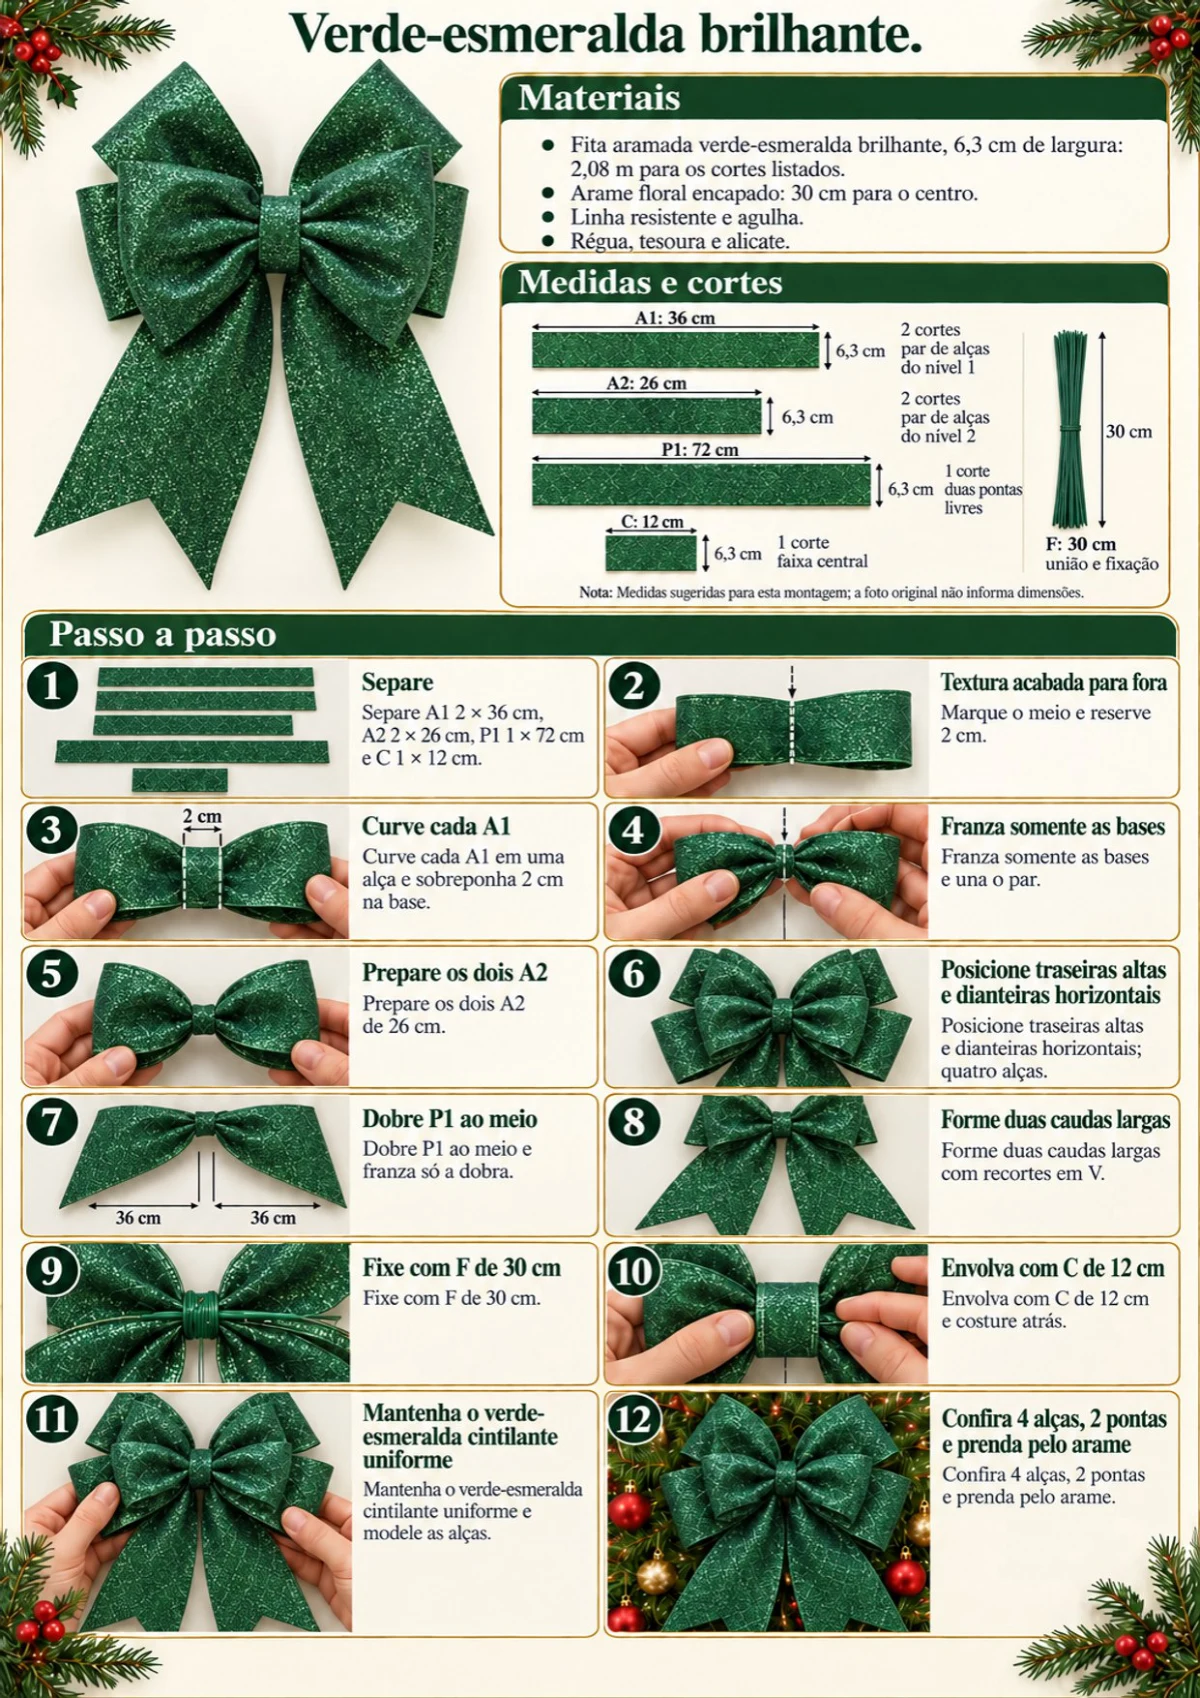 Verde-esmeralda brilhante.
Materiais
● Fita aramada verde-esmeralda brilhante, 6,3 cm de largura:
2,08 m para os cortes listados.
● Arame floral encapado: 30 cm para o centro.
● Linha resistente e agulha.
● Régua, tesoura e alicate.
Medidas e cortes
A1: 36 cm
6,3 cm
2 cortes
par de alças
do nível 1
A2: 26 cm
6,3 cm
2 cortes
par de alças
do nível 2
P1: 72 cm
6,3 cm
1 corte
duas pontas
livres
C: 12 cm
6,3 cm
1 corte
faixa central
30 cm
F: 30 cm
união e fixação
Nota: Medidas sugeridas para esta montagem; a foto original não informa dimensões.
Passo a passo
1
Separe
Separe A1 2 × 36 cm,
A2 2 × 26 cm, P1 1 × 72 cm
e C 1 × 12 cm.
2
Textura acabada para fora
Marque o meio e reserve
2 cm.
3
2 cm
Curve cada A1
Curve cada A1 em uma
alça e sobreponha 2 cm
na base.
4
Franza somente as bases
Franza somente as bases
e una o par.
5
Prepare os dois A2
Prepare os dois A2
de 26 cm.
6
Posicione traseiras altas
e dianteiras horizontais
Posicione traseiras altas
e dianteiras horizontais;
quatro alças.
7
36 cm
36 cm
Dobre P1 ao meio
Dobre P1 ao meio e
franza só a dobra.
8
Forme duas caudas largas
Forme duas caudas largas
com recortes em V.
9
Fixe com F de 30 cm
Fixe com F de 30 cm.
10
Envolva com C de 12 cm
Envolva com C de 12 cm
e costure atrás.
11
Mantenha o verde-
esmeralda cintilante
uniforme
Mantenha o verde-esmeralda
cintilante uniforme e
modele as alças.
12
Confira 4 alças, 2 pontas
e prenda pelo arame
Confira 4 alças, 2 pontas
e prenda pelo arame.